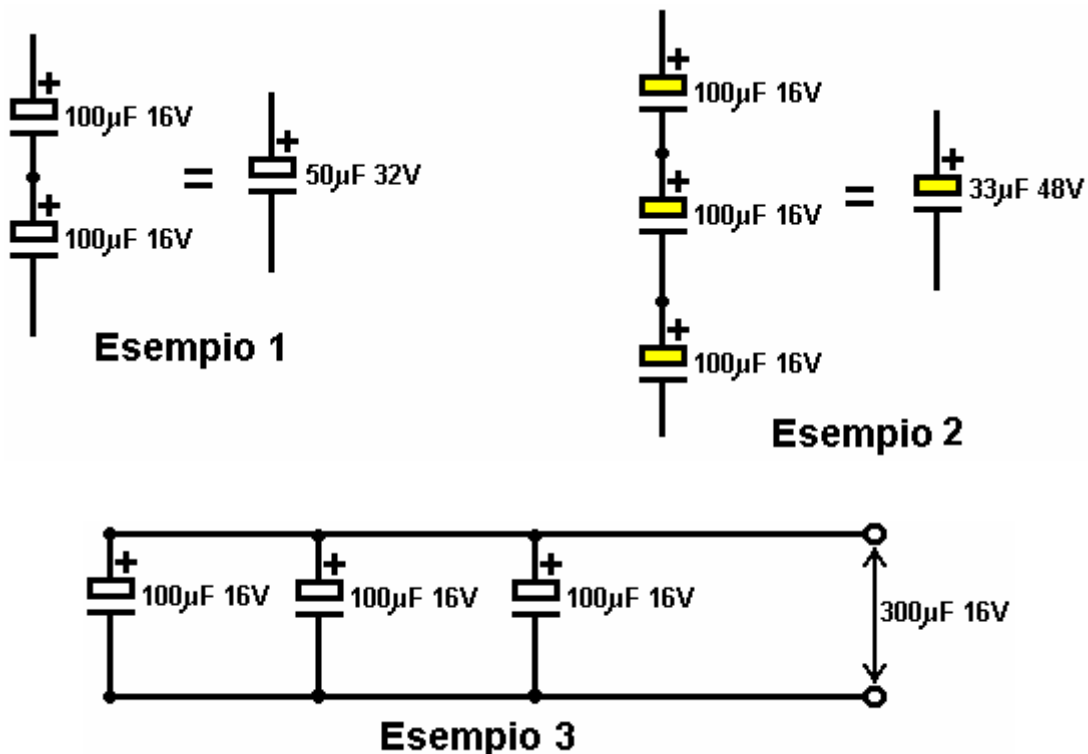 +
100µF 16V
+
100µF 16V
=
+
50µF 32V
Esempio 1
+
100µF 16V
+
100µF 16V
+
100µF 16V
=
+
33µF 48V
Esempio 2
+
100µF 16V
+
100µF 16V
+
100µF 16V
300µF 16V
Esempio 3